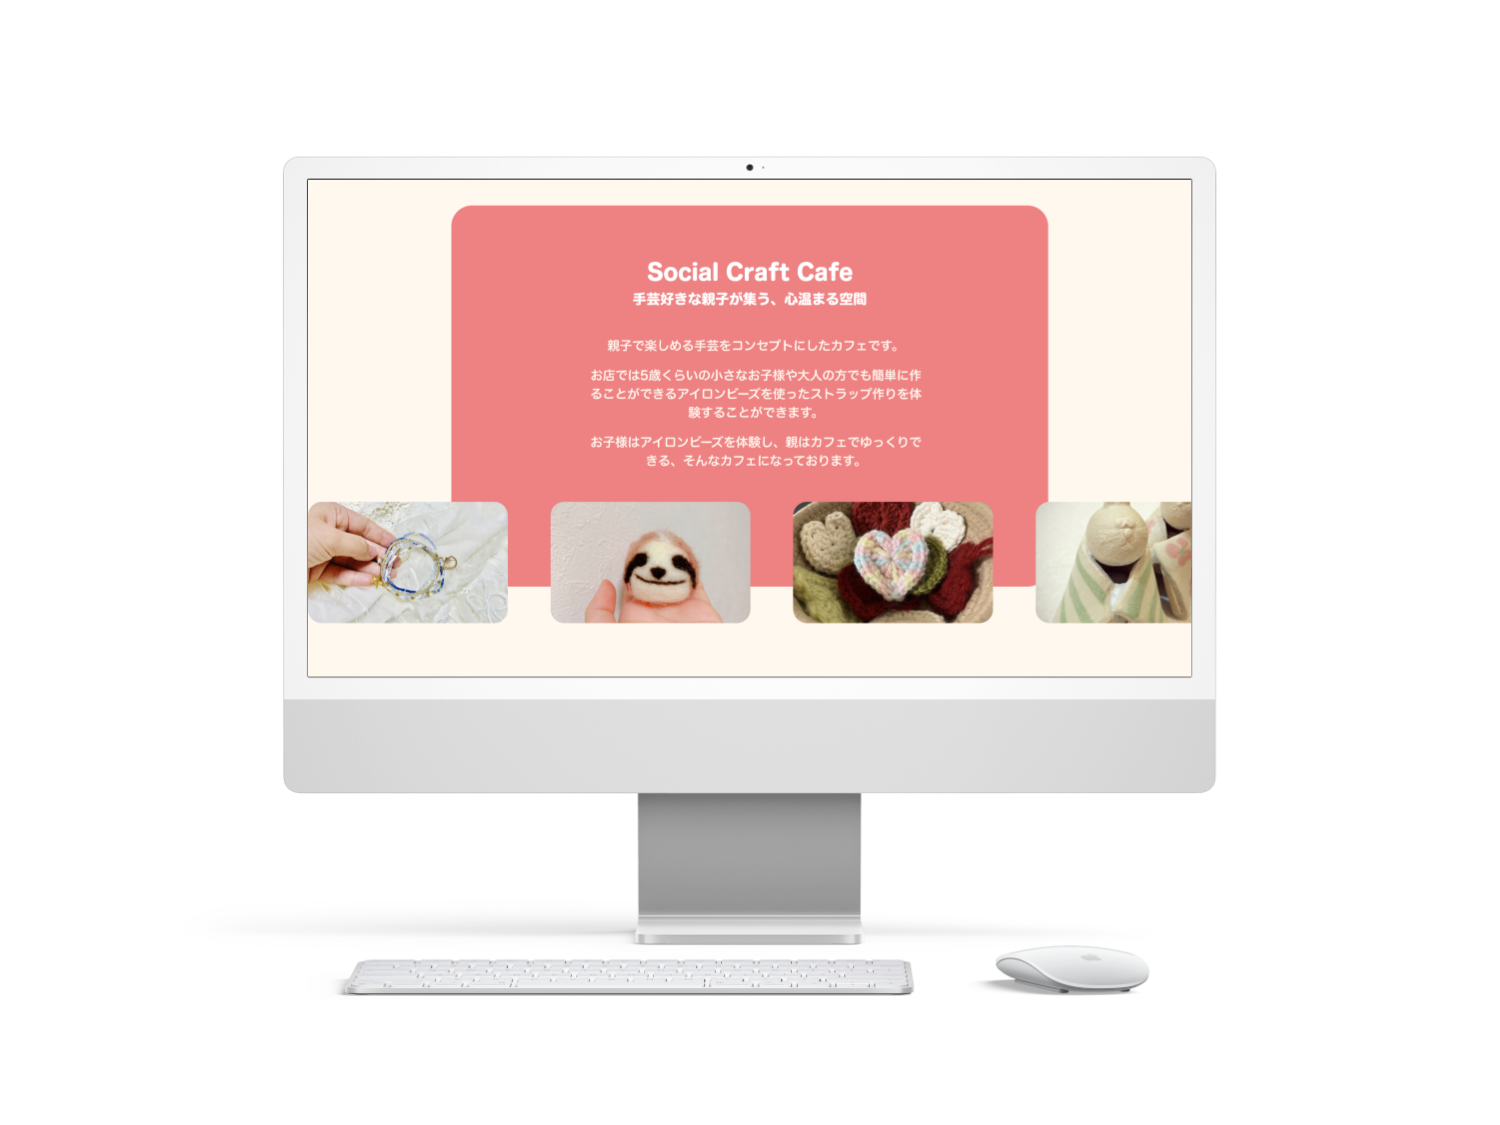 Social Craft Cafe
手芸好きな親子が集う、心温まる空間
親子で楽しめる手芸をコンセプトにしたカフェです。
お店では5歳くらいの小さなお子様や大人の方でも簡単に作
ることができるアイロンビーズを使ったストラップ作りを体
験することができます。
お子様はアイロンビーズを体験し、親はカフェでゆっくりで
きる、そんなカフェになっております。